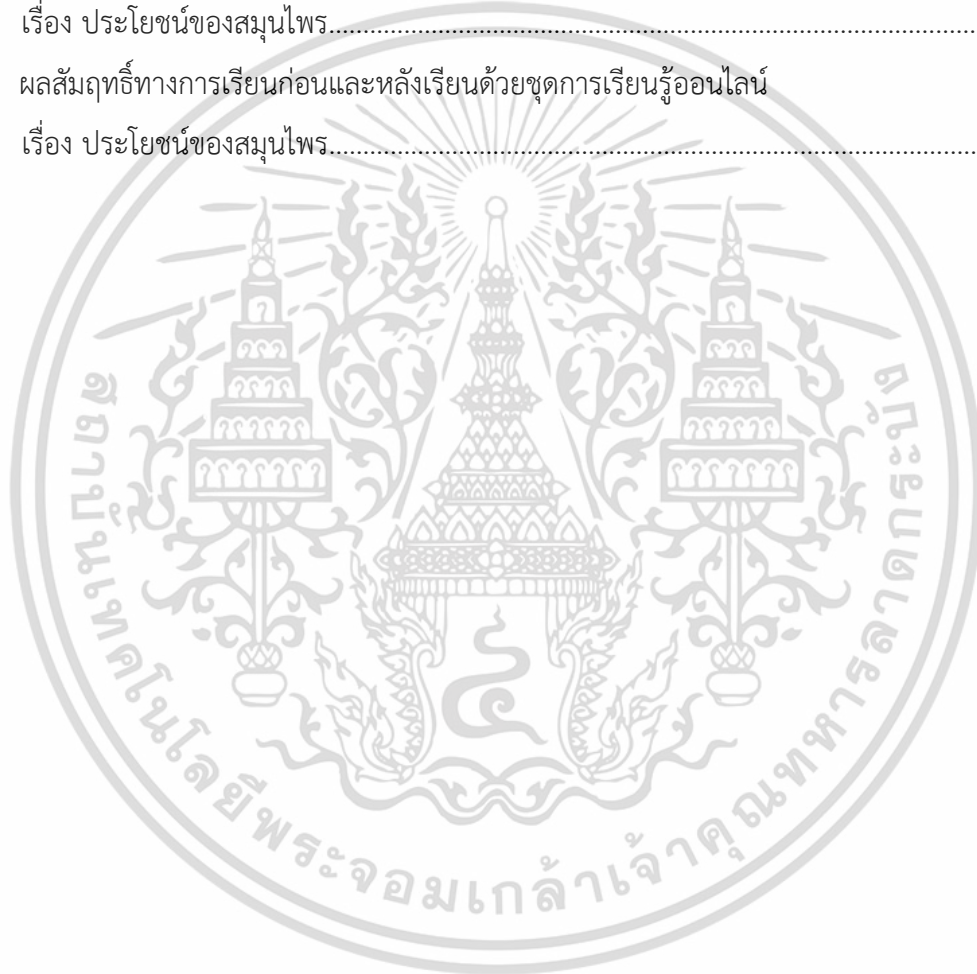 เรื่อง ประโยชน์ของสมุนไพร................................................................................................
ผลสัมฤทธิ์ทางการเรียนก่อนและหลังเรียนด้วยชุดการเรียนรู้ออนไลน์
เรื่อง ประโยชน์ของสมุนไพร................................................................................................
สถาบันเทคโนโลยีพระจอมเกล้าเจ้าคุณทหารลาดกระบัง
๔